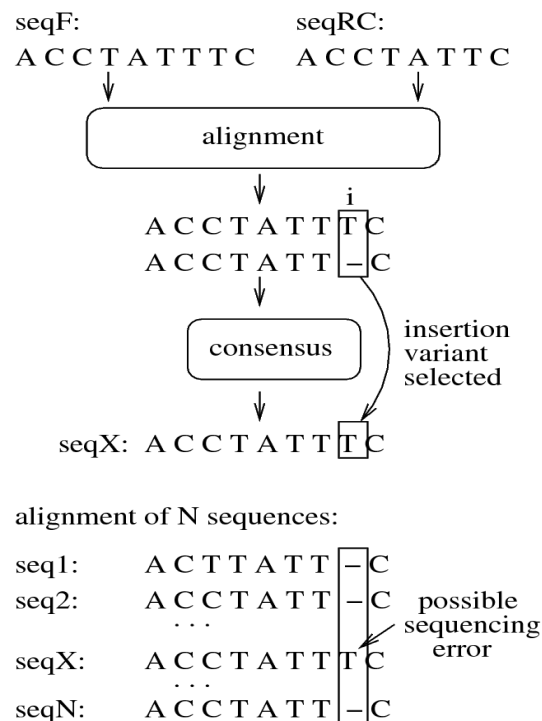 seqF: seqRC:
A C C T A T T T C A C C T A T T C
alignment
i
A C C T A T T T C
A C C T A T T – C
insertion
variant
selected
consensus
seqX: A C C T A T T T C
alignment of N sequences:
seq1: A C T T A T T – C
seq2: A C C T A T T – C
. . .
possible
sequencing
error
seqX: A C C T A T T T C
. . .
seqN: A C C T A T T – C